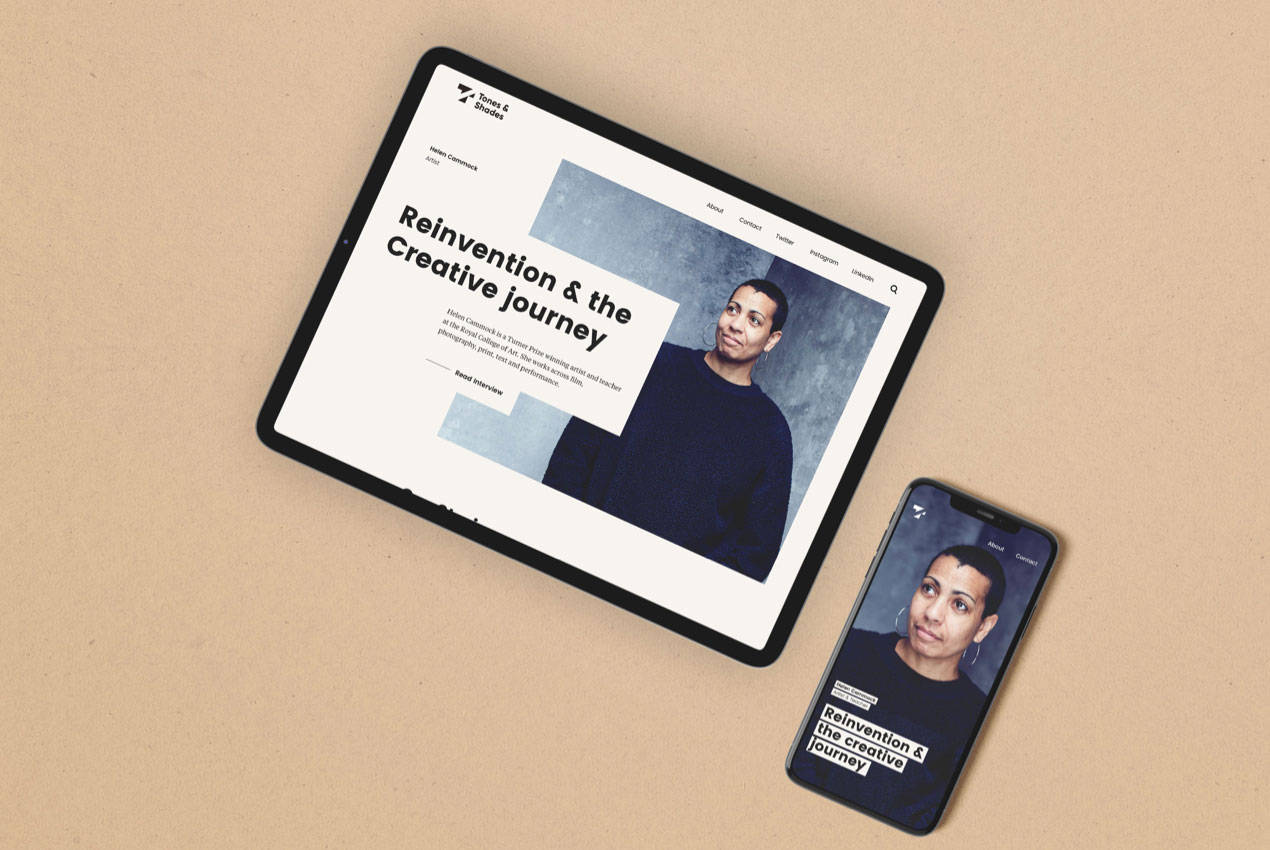 Tones &
Shades
About
Contact
Twitter
Instagram
LinkedIn
Helen Cammock
Artist
Reinvention & the
Creative journey
Helen Cammock is a Turner Prize winning artist and teacher
at the Royal College of Art. She works across film,
photography, print, text and performance.
Read Interview
About
Contact
Helen Cammock
Artist & Teacher
Reinvention &
the creative
journey